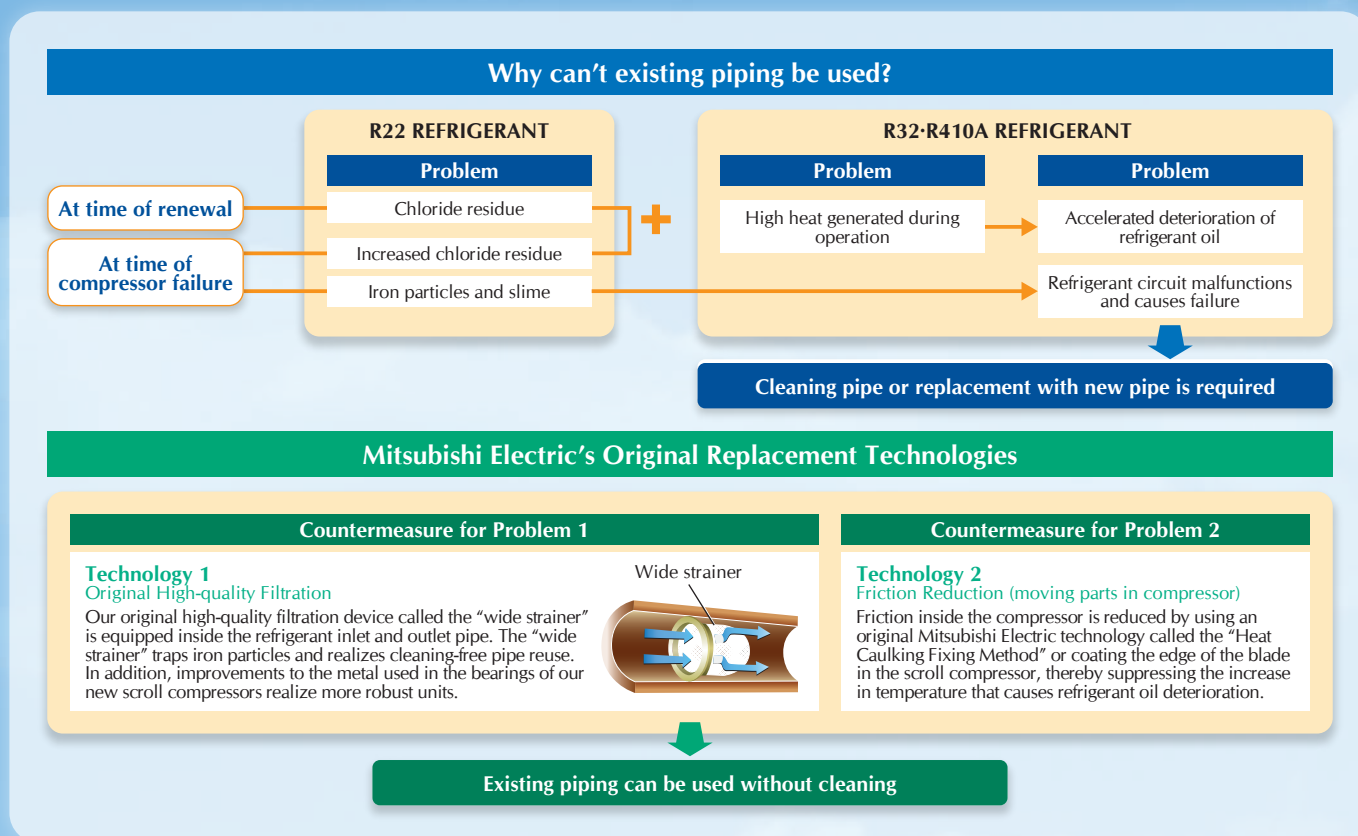 Why can't existing piping be used?
R22 REFRIGERANT
Problem
At time of renewal
Chloride residue
At time of
compressor failure
Increased chloride residue
Iron particles and slime
R32·R410A REFRIGERANT
Problem
High heat generated during
operation
Problem
Accelerated deterioration of
refrigerant oil
Refrigerant circuit malfunctions
and causes failure
Cleaning pipe or replacement with new pipe is required
Mitsubishi Electric's Original Replacement Technologies
Countermeasure for Problem 1
Technology 1
Original High-quality Filtration
Our original high-quality filtration device called the “wide strainer”
is equipped inside the refrigerant inlet and outlet pipe. The “wide
strainer” traps iron particles and realizes cleaning-free pipe reuse.
In addition, improvements to the metal used in the bearings of our
new scroll compressors realize more robust units.
Wide strainer
Countermeasure for Problem 2
Technology 2
Friction Reduction (moving parts in compressor)
Friction inside the compressor is reduced by using an
original Mitsubishi Electric technology called the “Heat
Caulking Fixing Method” or coating the edge of the blade
in the scroll compressor, thereby suppressing the increase
in temperature that causes refrigerant oil deterioration.
Existing piping can be used without cleaning